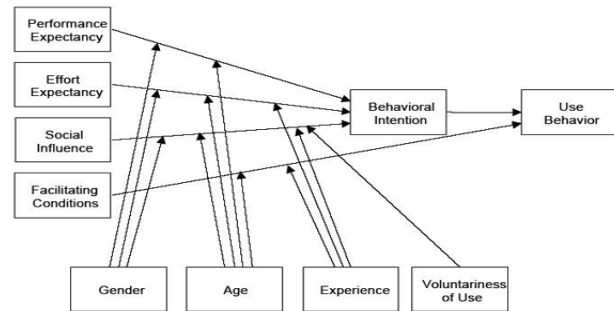 Performance
Expectancy
Effort
Expectancy
Social
Influence
Facilitating
Conditions
Behavioral
Intention
Use
Behavior
Gender
Age
Experience
Voluntariness
of Use